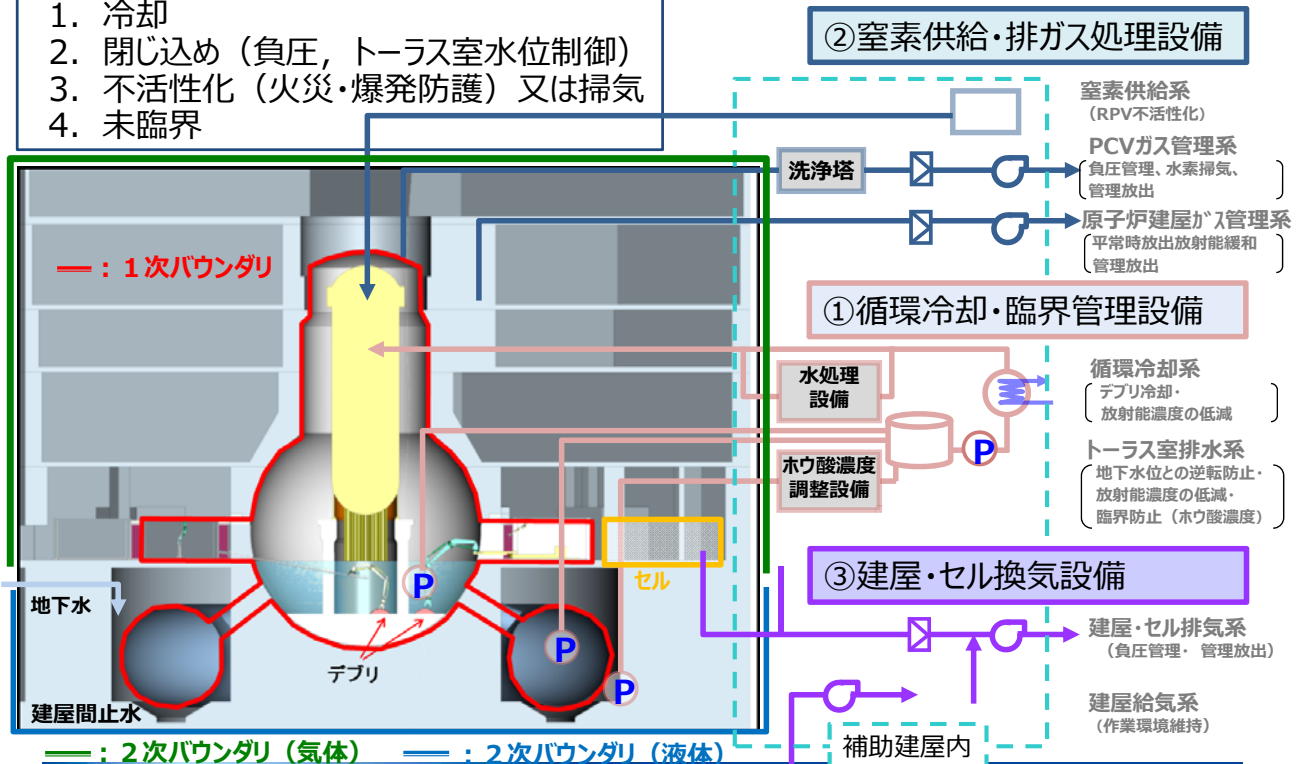 1. 冷却
2. 閉じ込め（負圧，トーラス室水位制御）
3. 不活性化（火災・爆発防護）又は掃気
4. 未臨界
②窒素供給・排ガス処理設備
窒素供給系
（RPV不活性化）
PCVガス管理系
負圧管理、水素掃気、
管理放出
洗浄塔
原子炉建屋ｶﾞｽ管理系
平常時放出放射能緩和
管理放出
：１次バウンダリ
①循環冷却・臨界管理設備
循環冷却系
デブリ冷却・
放射能濃度の低減
水処理
設備
P
トーラス室排水系
地下水位との逆転防止・
放射能濃度の低減・
臨界防止（ホウ酸濃度）
ホウ酸濃度
調整設備
セル
P
地下水
デブリ
P
P
建屋間止水
③建屋・セル換気設備
建屋・セル排気系
（負圧管理・ 管理放出）
建屋給気系
（作業環境維持）
補助建屋内
：２次バウンダリ（気体）
：２次バウンダリ（液体）